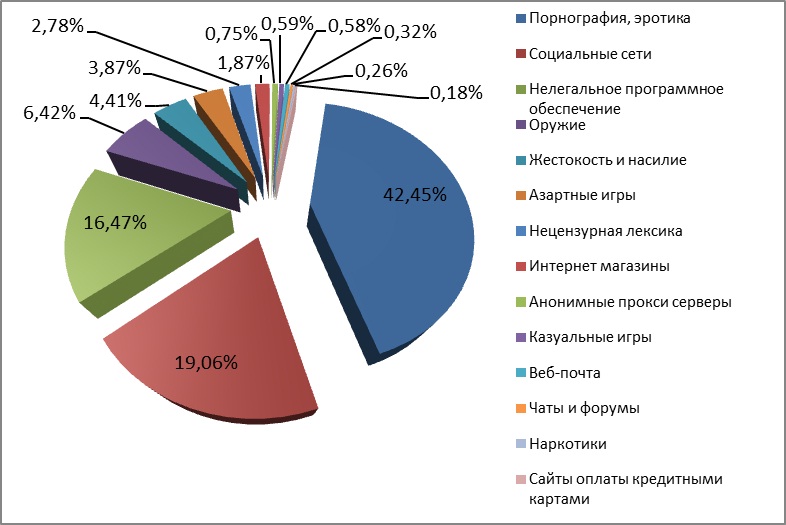 2,78%
0,75%
0,59%
0,58%
0,32%
3,87%
1,87%
0,26%
4,41%
0,18%
6,42%
42,45%
16,47%
19,06%
Порнография, эротика
Социальные сети
Нелегальное программное
обеспечение
Оружие
Жестокость и насилие
Азартные игры
Нецензурная лексика
Интернет магазины
Анонимные прокси серверы
Казуальные игры
Веб-почта
Чаты и форумы
Наркотики
Сайты оплаты кредитными
картами